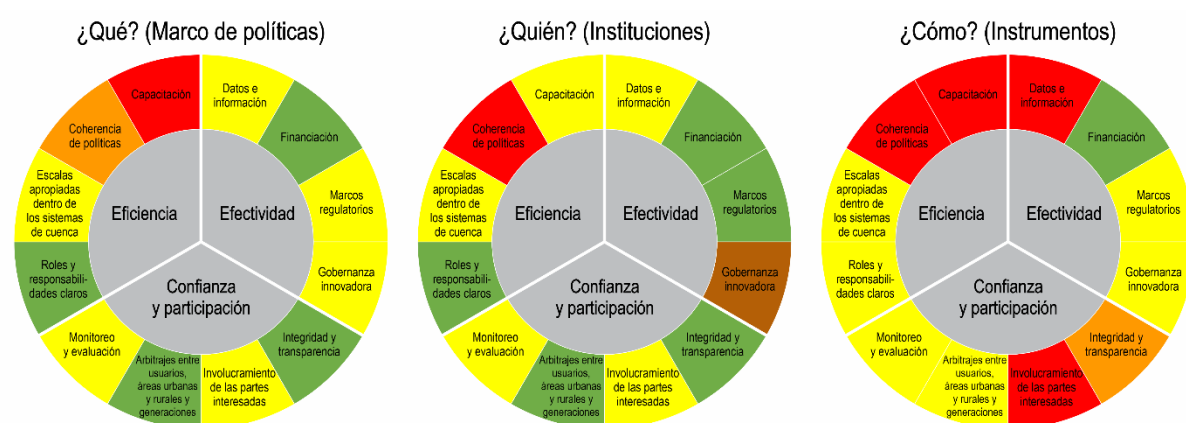 ¿Qué? (Marco de políticas)
Capacitación
Datos e
información
Coherencia
de políticas
Financiación
Escalas
apropiadas
dentro de
los sistemas
de cuenca
Marcos
regulatorios
Eficiencia
Efectividad
Roles y
responsabili-
dades claros
Gobernanza
innovadora
Confianza
y participación
Monitoreo
y evaluación
Integridad y
transparencia
Arbitrajes entre
usuarios,
áreas urbanas
y rurales y
generaciones
Involucramiento
de las partes
interesadas
¿Quién? (Instituciones)
Capacitación
Datos e
información
Coherencia
de políticas
Financiación
Escalas
apropiadas
dentro de
los sistemas
de cuenca
Marcos
regulatorios
Eficiencia
Efectividad
Roles y
responsabili-
dades claros
Gobernanza
innovadora
Confianza
y participación
Monitoreo
y evaluación
Integridad y
transparencia
Arbitrajes entre
usuarios,
áreas urbanas
y rurales y
generaciones
Involucramiento
de las partes
interesadas
¿Cómo? (Instrumentos)
Capacitación
Datos e
información
Coherencia
de políticas
Financiación
Escalas
apropiadas
dentro de
los sistemas
de cuenca
Marcos
regulatorios
Eficiencia
Efectividad
Roles y
responsabili-
dades claros
Gobernanza
innovadora
Confianza
y participación
Monitoreo
y evaluación
Integridad y
transparencia
Arbitrajes entre
usuarios,
áreas urbanas
y rurales y
generaciones
Involucramiento
de las partes
interesadas